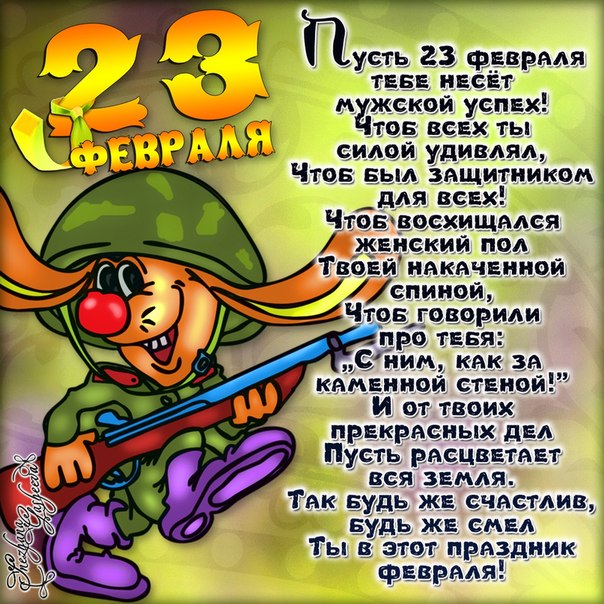 23
ФЕВРАЛЯ
Пусть 23 февраля
тебе несёт
мужской успех!
Чтоб всех ты
силой удивлял,
Чтоб был защитником
для всех!
Чтоб восхищался
женский пол
Твоей накаченной
спиной,
Чтоб говорили
про тебя:
„С ним, как за
каменной стеной!”
И от твоих
прекрасных дел
Пусть расцветает
вся земля.
Так будь же счастлив,
будь же смел
Ты в этот праздник
февраля!